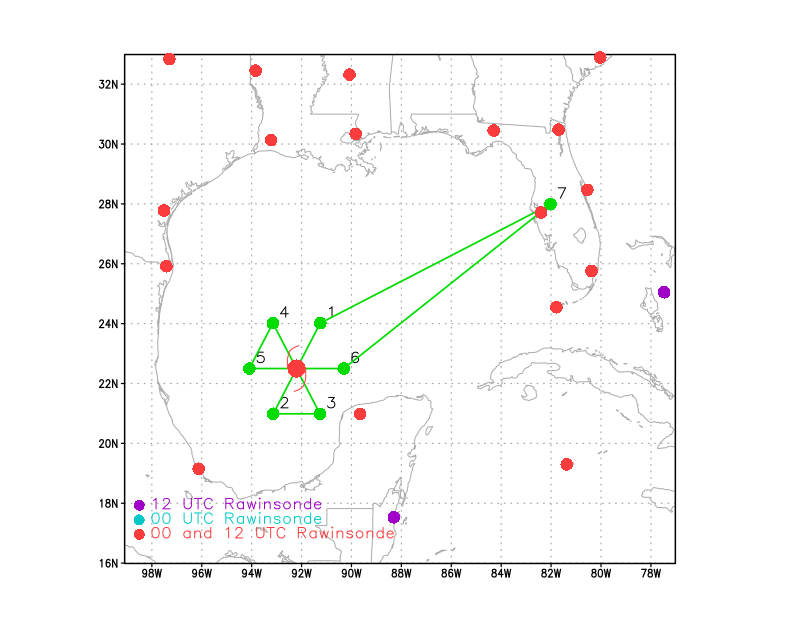 32N
30N
28N
7
26N
24N
4
1
5
6
22N
2
3
20N
18N
12 UTC Rawinsonde
00 UTC Rawinsonde
00 and 12 UTC Rawinsonde
16N
98W 96W 94W 92W 90W 88W 86W 84W 82W 80W 78W